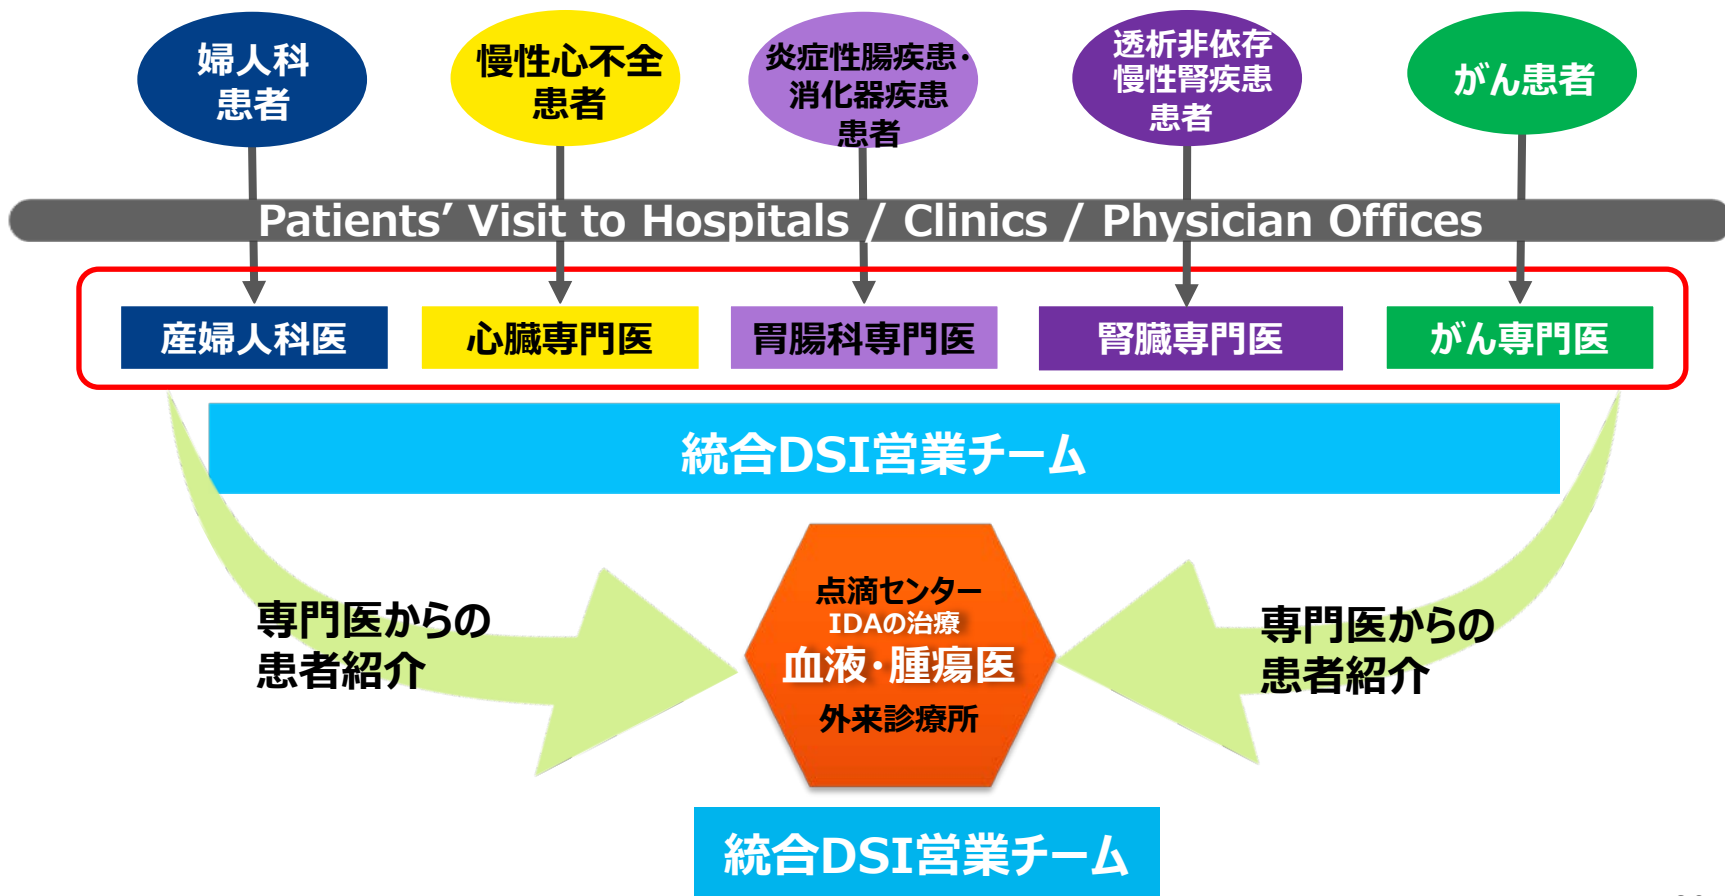 婦人科
患者
慢性心不全
患者
炎症性腸疾患・
消化器疾患
患者
透析非依存
慢性腎疾患
患者
がん患者
Patients’ Visit to Hospitals / Clinics / Physician Offices
産婦人科医
心臓専門医
胃腸科専門医
腎臓専門医
がん専門医
統合DSI営業チーム
専門医からの
患者紹介
点滴センター
IDAの治療
血液・腫瘍医
外来診療所
専門医からの
患者紹介
統合DSI営業チーム